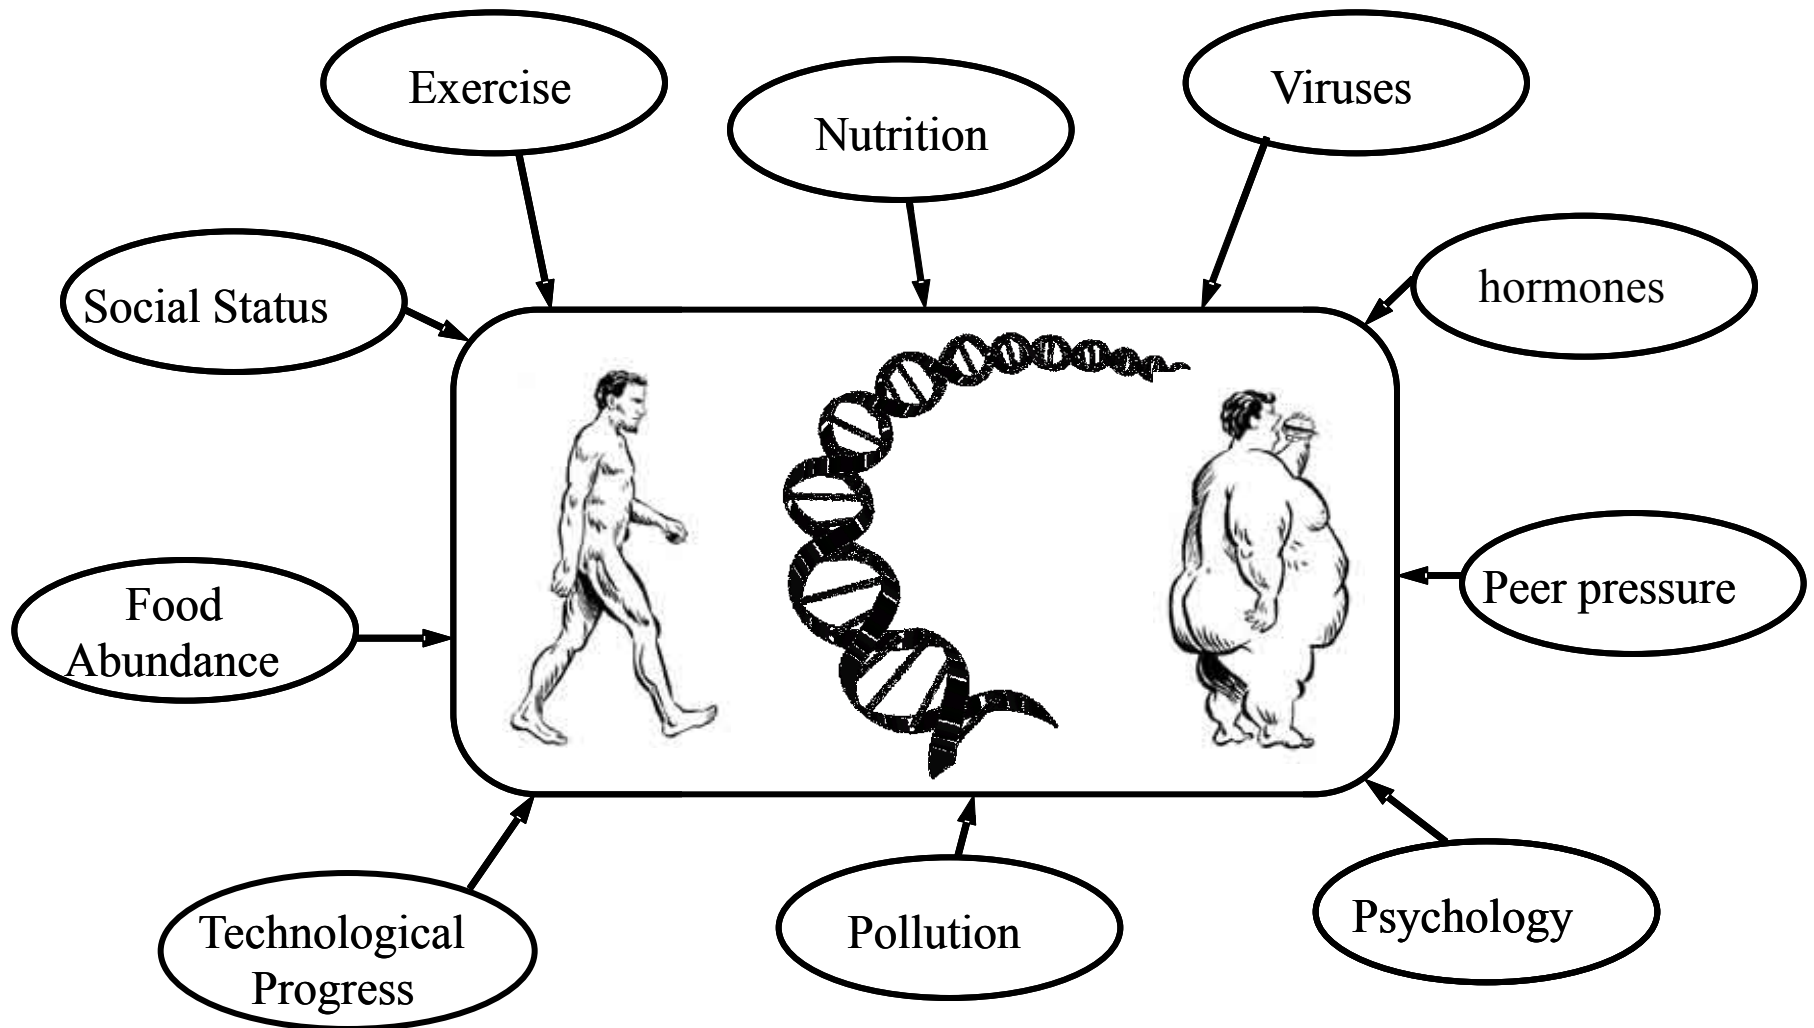 Exercise
Nutrition
Viruses
Social Status
hormones
Food
Abundance
Peer pressure
Technological
Progress
Pollution
Psychology